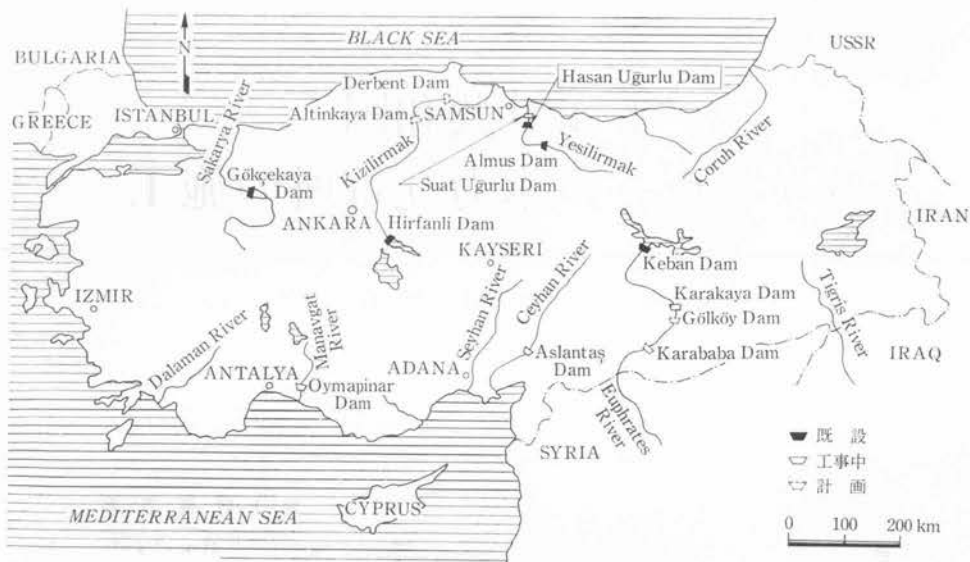 BLACK SEA
USSR
BULGARIA
N
Derbent Dam
Hasan Uğurlu Dam
GREECE
ISTANBUL
Sakarya River
Altinkaya Dam
SAMSUN
Kizilirmak
Almus Dam
Yesilirmak
Çoruh River
Gökçekaya
Dam
Suat Uğurlu Dam
ANKARA
Hirfanli Dam
KAYSERI
Keban Dam
IRAN
IZMIR
Dalaman River
Manavgat
River
Seyhan River
Ceyhan River
Karakaya Dam
Gölköy Dam
Tigris River
ANTALYA
Oymapinar
Dam
ADANA
Aslantaş
Dam
Karababa Dam
IRAQ
Euphrates
River
SYRIA
CYPRUS
MEDITERRANEAN SEA
既設
工事中
計画
0 100 200 km